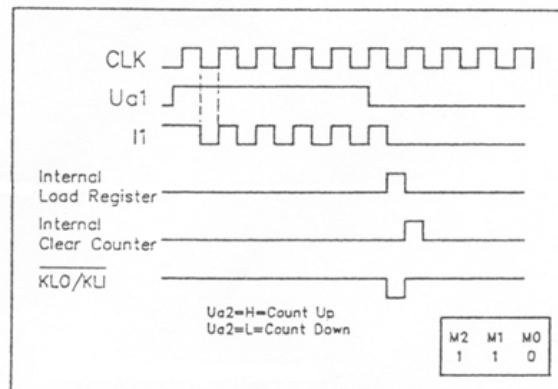 CLK
Ua1
I1
Internal
Load Register
Internal
Clear Counter
KLO/KLI
Ua2=H=Count Up
Ua2=L=Count Down
M2 M1 M0
1 1 0